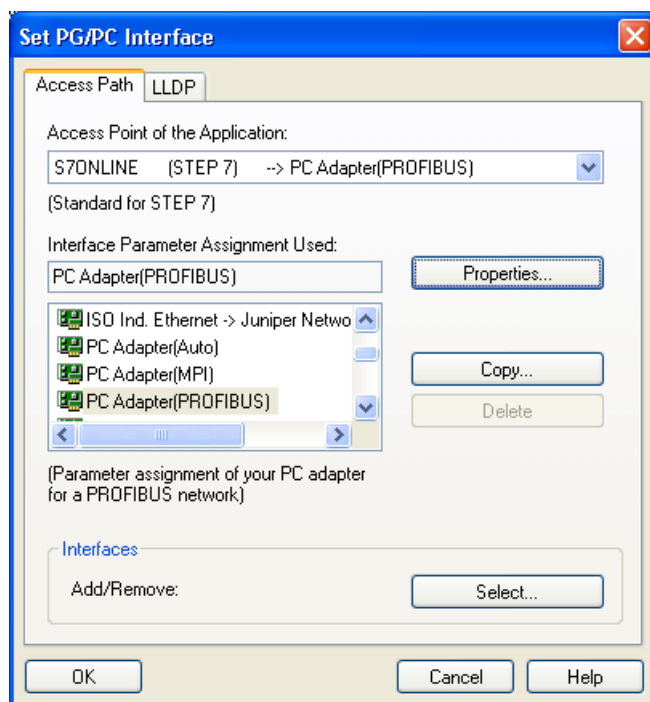 Set PG/PC Interface
Access Path LLDP
Access Point of the Application:
S7ONLINE (STEP 7) --> PC Adapter(PROFIBUS)
(Standard for STEP 7)
Interface Parameter Assignment Used:
PC Adapter(PROFIBUS)
Properties...
ISO Ind. Ethernet -> Juniper Netwo
PC Adapter(Auto)
PC Adapter(MPI)
PC Adapter(PROFIBUS)
Copy...
Delete
(Parameter assignment of your PC adapter
for a PROFIBUS network)
Interfaces
Add/Remove:
Select...
OK Cancel Help